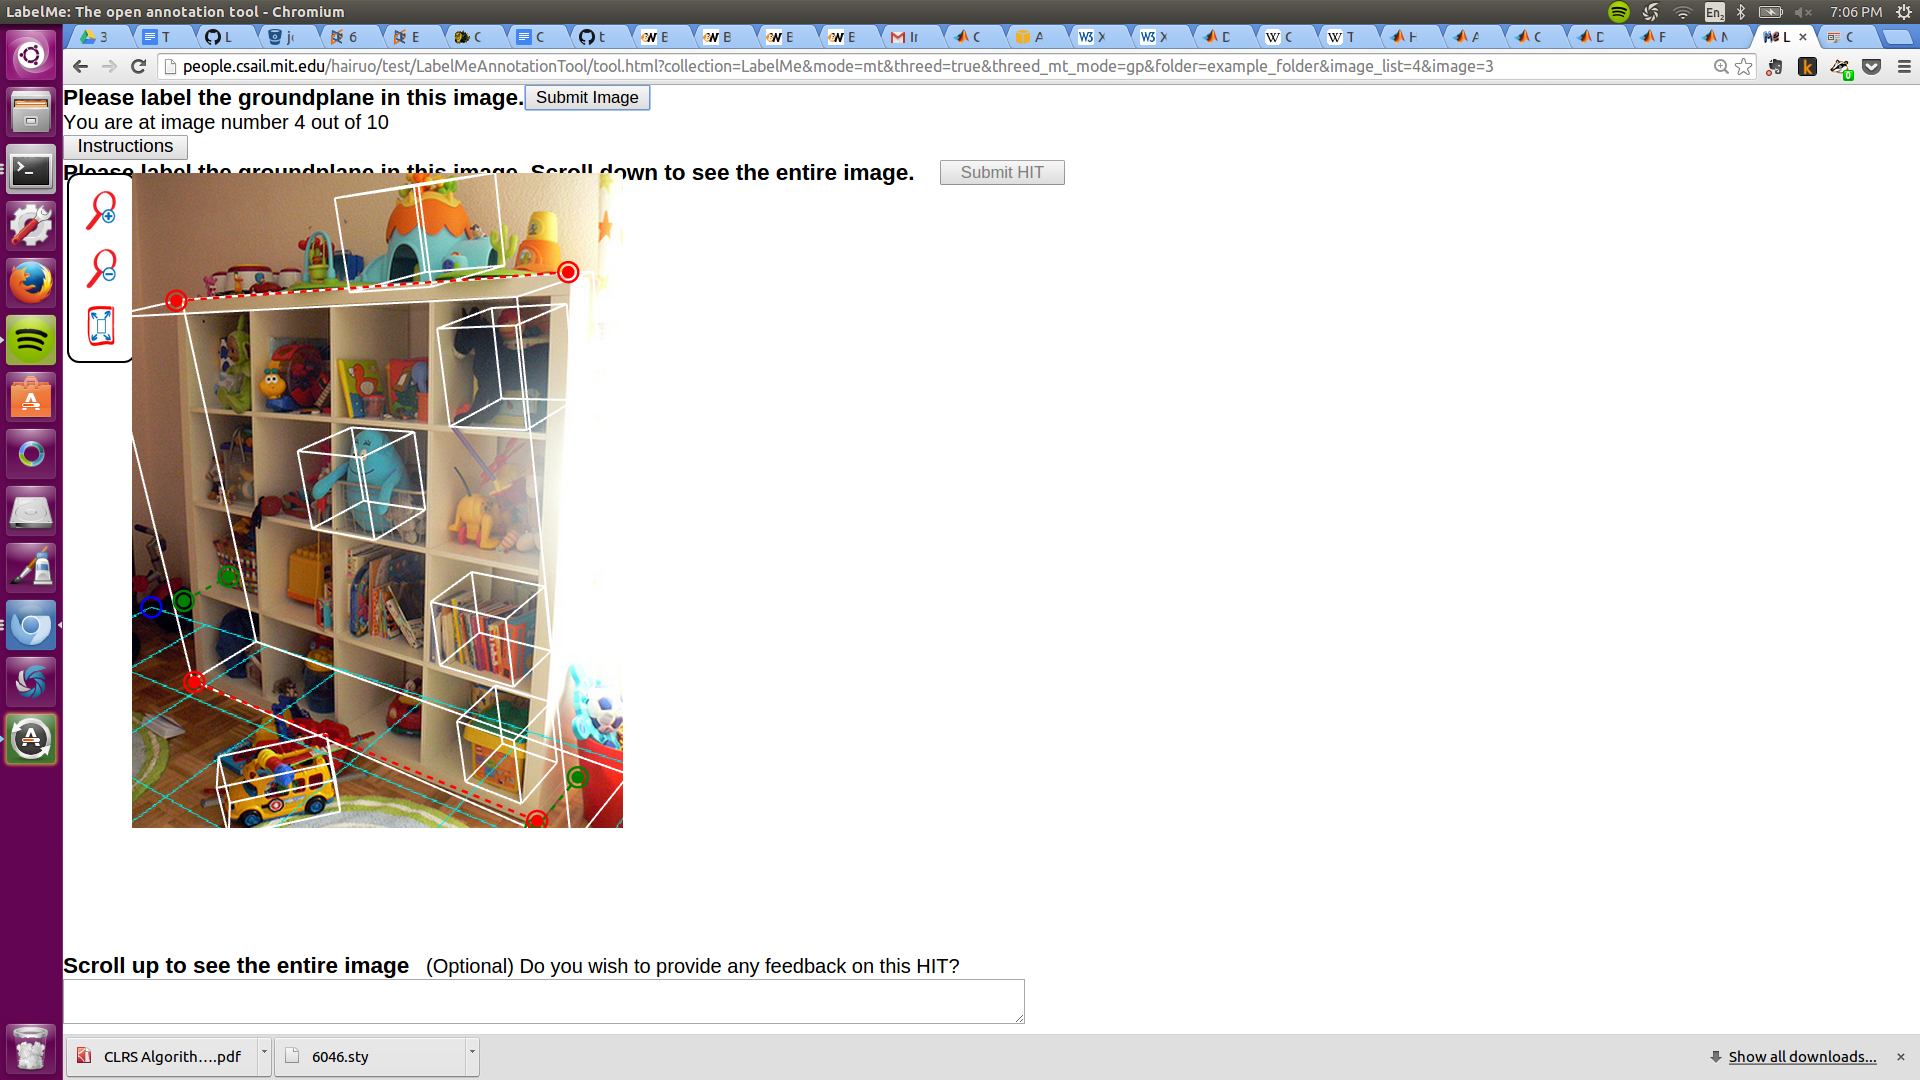 LabelMe: The open annotation tool - Chromium
En 7:06 PM
3 T L 6 E C C t E B E E Ir C A X X D C T H A C D F L × C
people.csail.mit.edu/hairuo/test/LabelMeAnnotationTool/tool.html?collection=LabelMe&mode=mt&threed=true&threed_mt_mode=gp&folder=example_folder&image_list=4&image=3
Please label the groundplane in this image. Submit Image
You are at image number 4 out of 10
Instructions
Please label the groundplane in this image. Scroll down to see the entire image. Submit HIT
Scroll up to see the entire image (Optional) Do you wish to provide any feedback on this HIT?
CLRS Algorith....pdf 6046.sty Show all downloads... ×